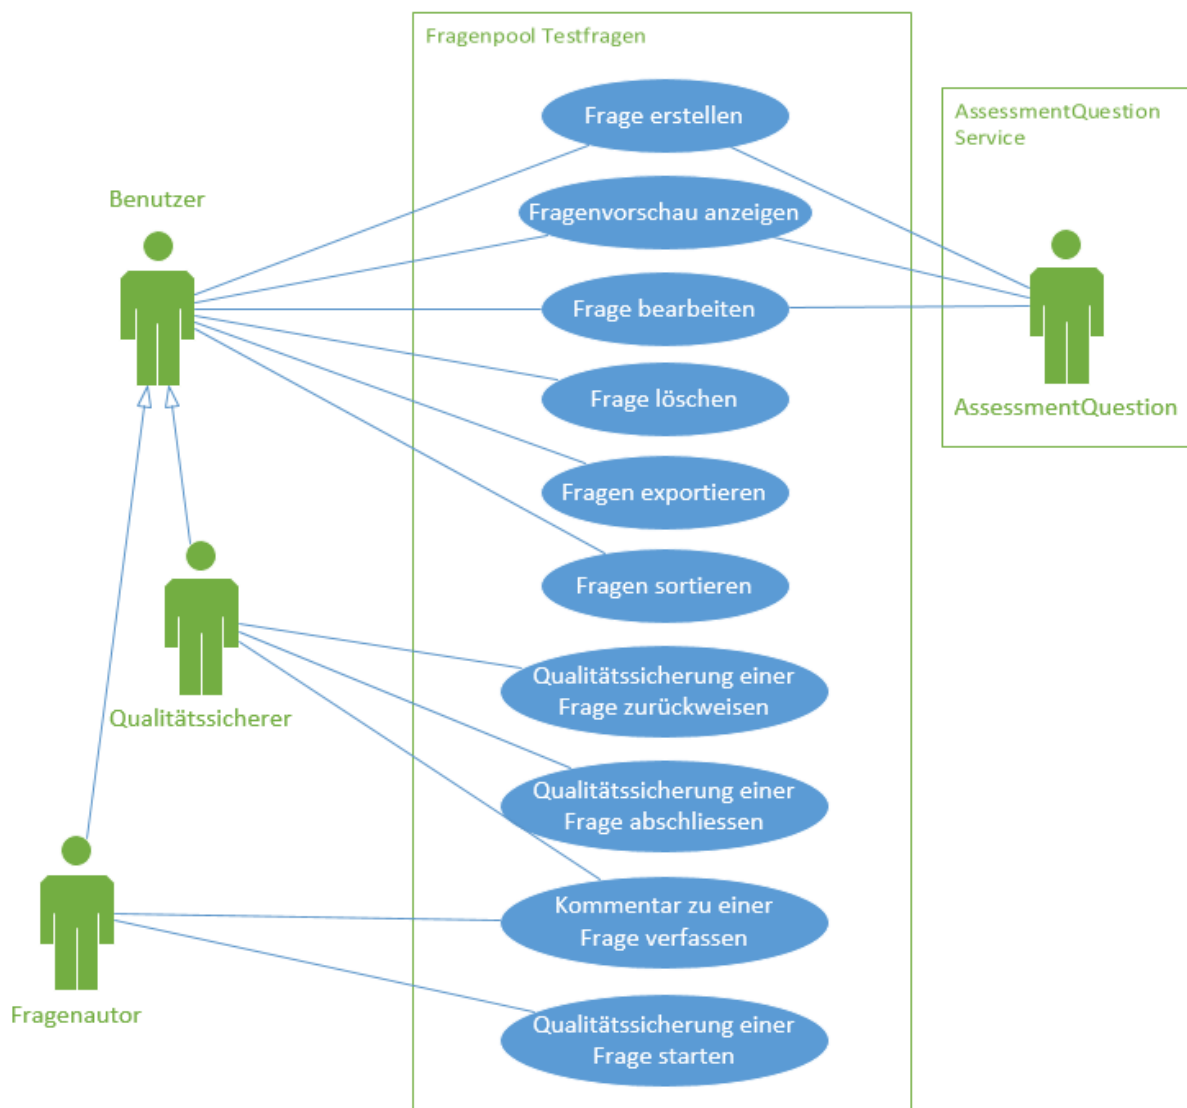 Fragenpool Testfragen
Frage erstellen
AssessmentQuestion
Service
Benutzer
Fragenvorschau anzeigen
Frage bearbeiten
Frage löschen
AssessmentQuestion
Fragen exportieren
Fragen sortieren
Qualitätssicherung einer
Frage zurückweisen
Qualitätssicherer
Qualitätssicherung einer
Frage abschliessen
Kommentar zu einer
Frage verfassen
Fragenautor
Qualitätssicherung einer
Frage starten